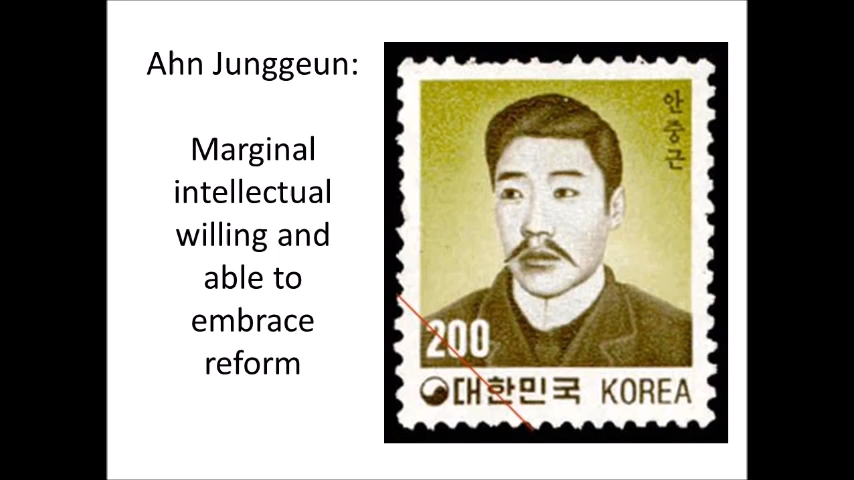 Ahn Junggeun:
Marginal
intellectual
willing and
able to
embrace
reform
안중근
200
대한민국 KOREA